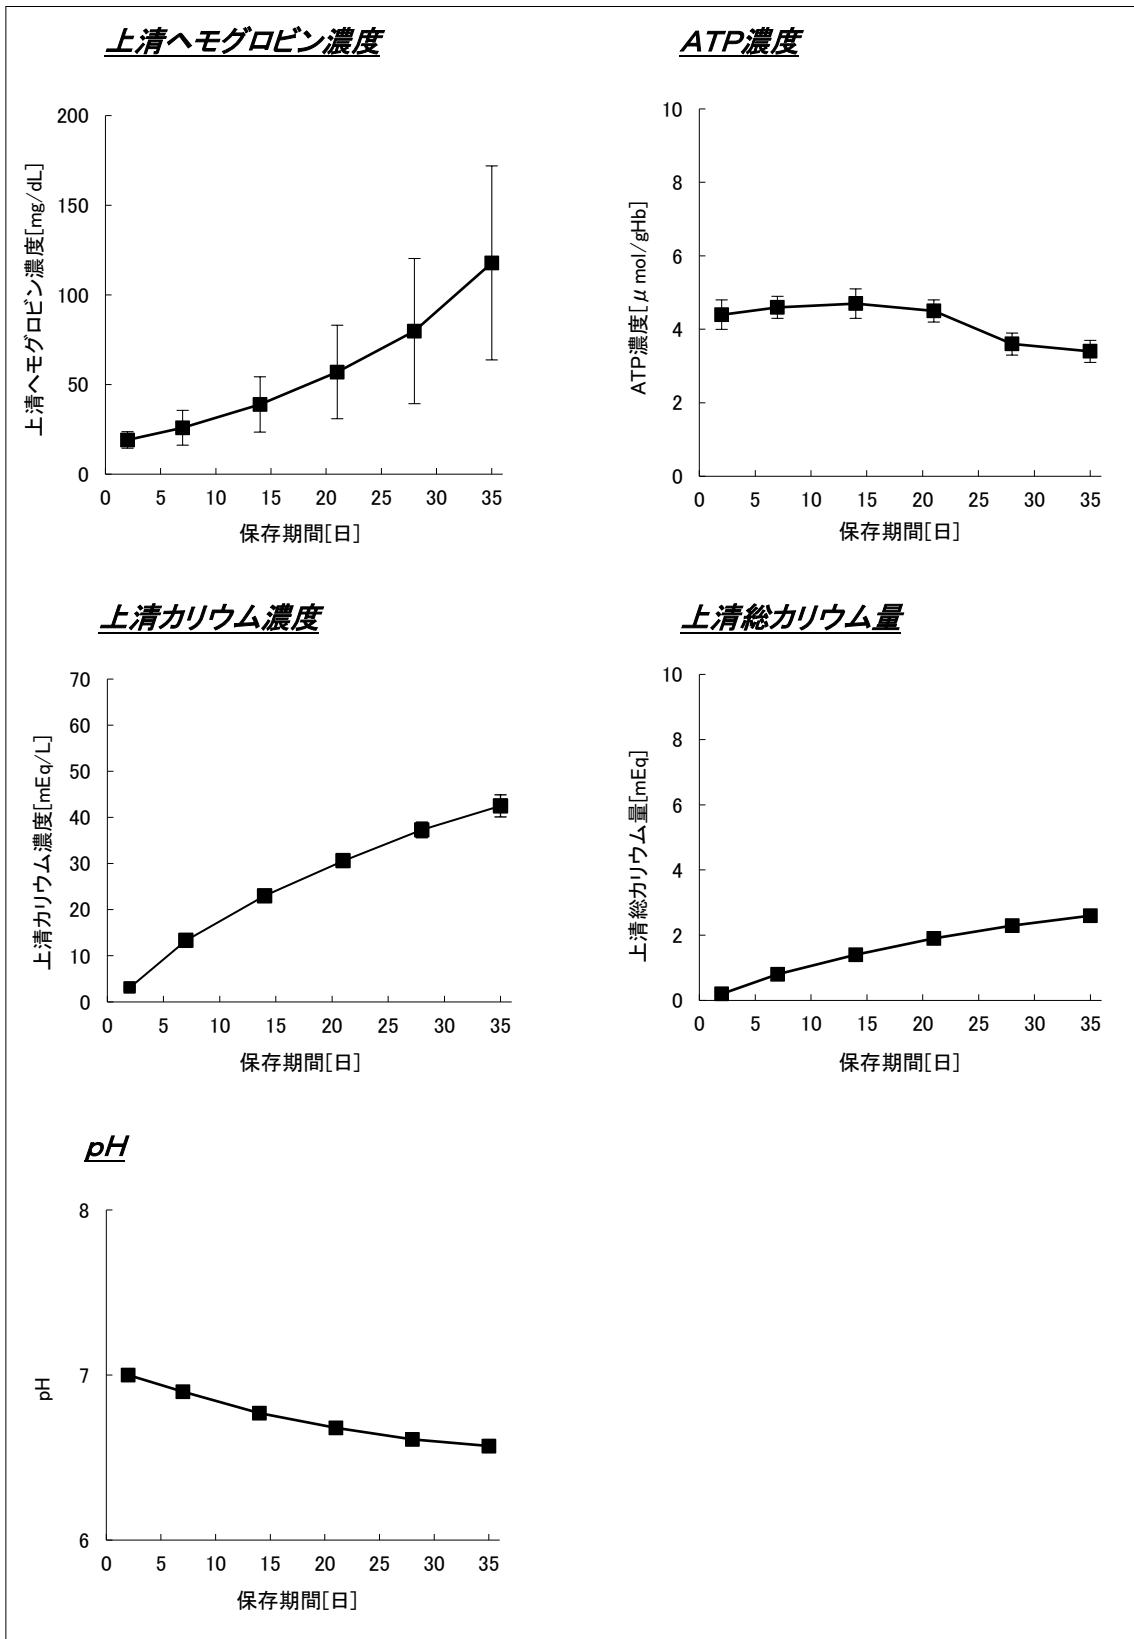 上清ヘモグロビン濃度
上清ヘモグロビン濃度[mg/dL]
200
150
100
50
0
0 5 10 15 20 25 30 35
保存期間[日]
ATP濃度
ATP濃度[μmol/gHb]
10
8
6
4
2
0
0 5 10 15 20 25 30 35
保存期間[日]
上清カリウム濃度
上清カリウム濃度[mEq/L]
70
60
50
40
30
20
10
0
0 5 10 15 20 25 30 35
保存期間[日]
上清総カリウム量
上清総カリウム量[mEq]
10
8
6
4
2
0
0 5 10 15 20 25 30 35
保存期間[日]
pH
pH
8
7
6
0 5 10 15 20 25 30 35
保存期間[日]